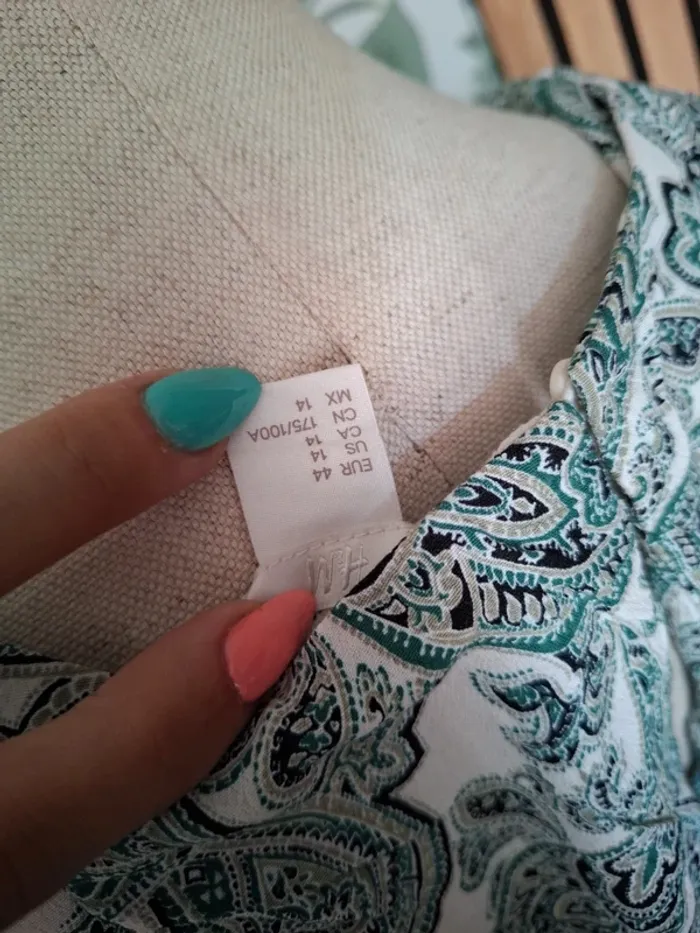 H&M
EUR 44
US 14
CA 14
CN 175/100A
MX 14